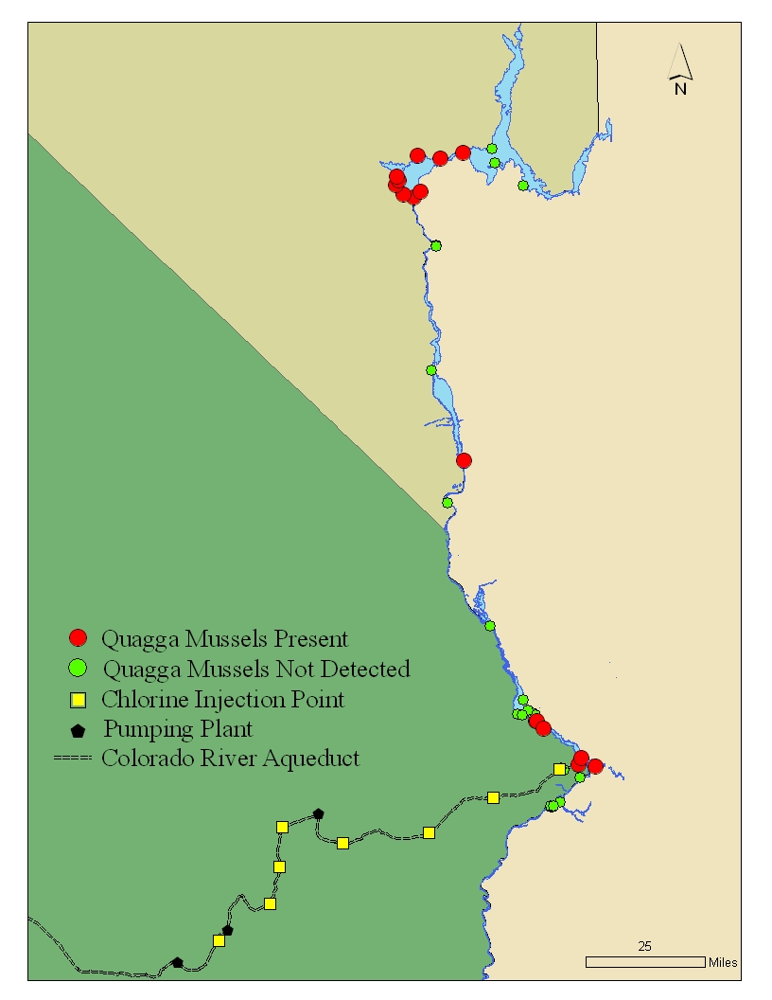 N
Quagga Mussels Present
Quagga Mussels Not Detected
Chlorine Injection Point
Pumping Plant
Colorado River Aqueduct
25
Miles